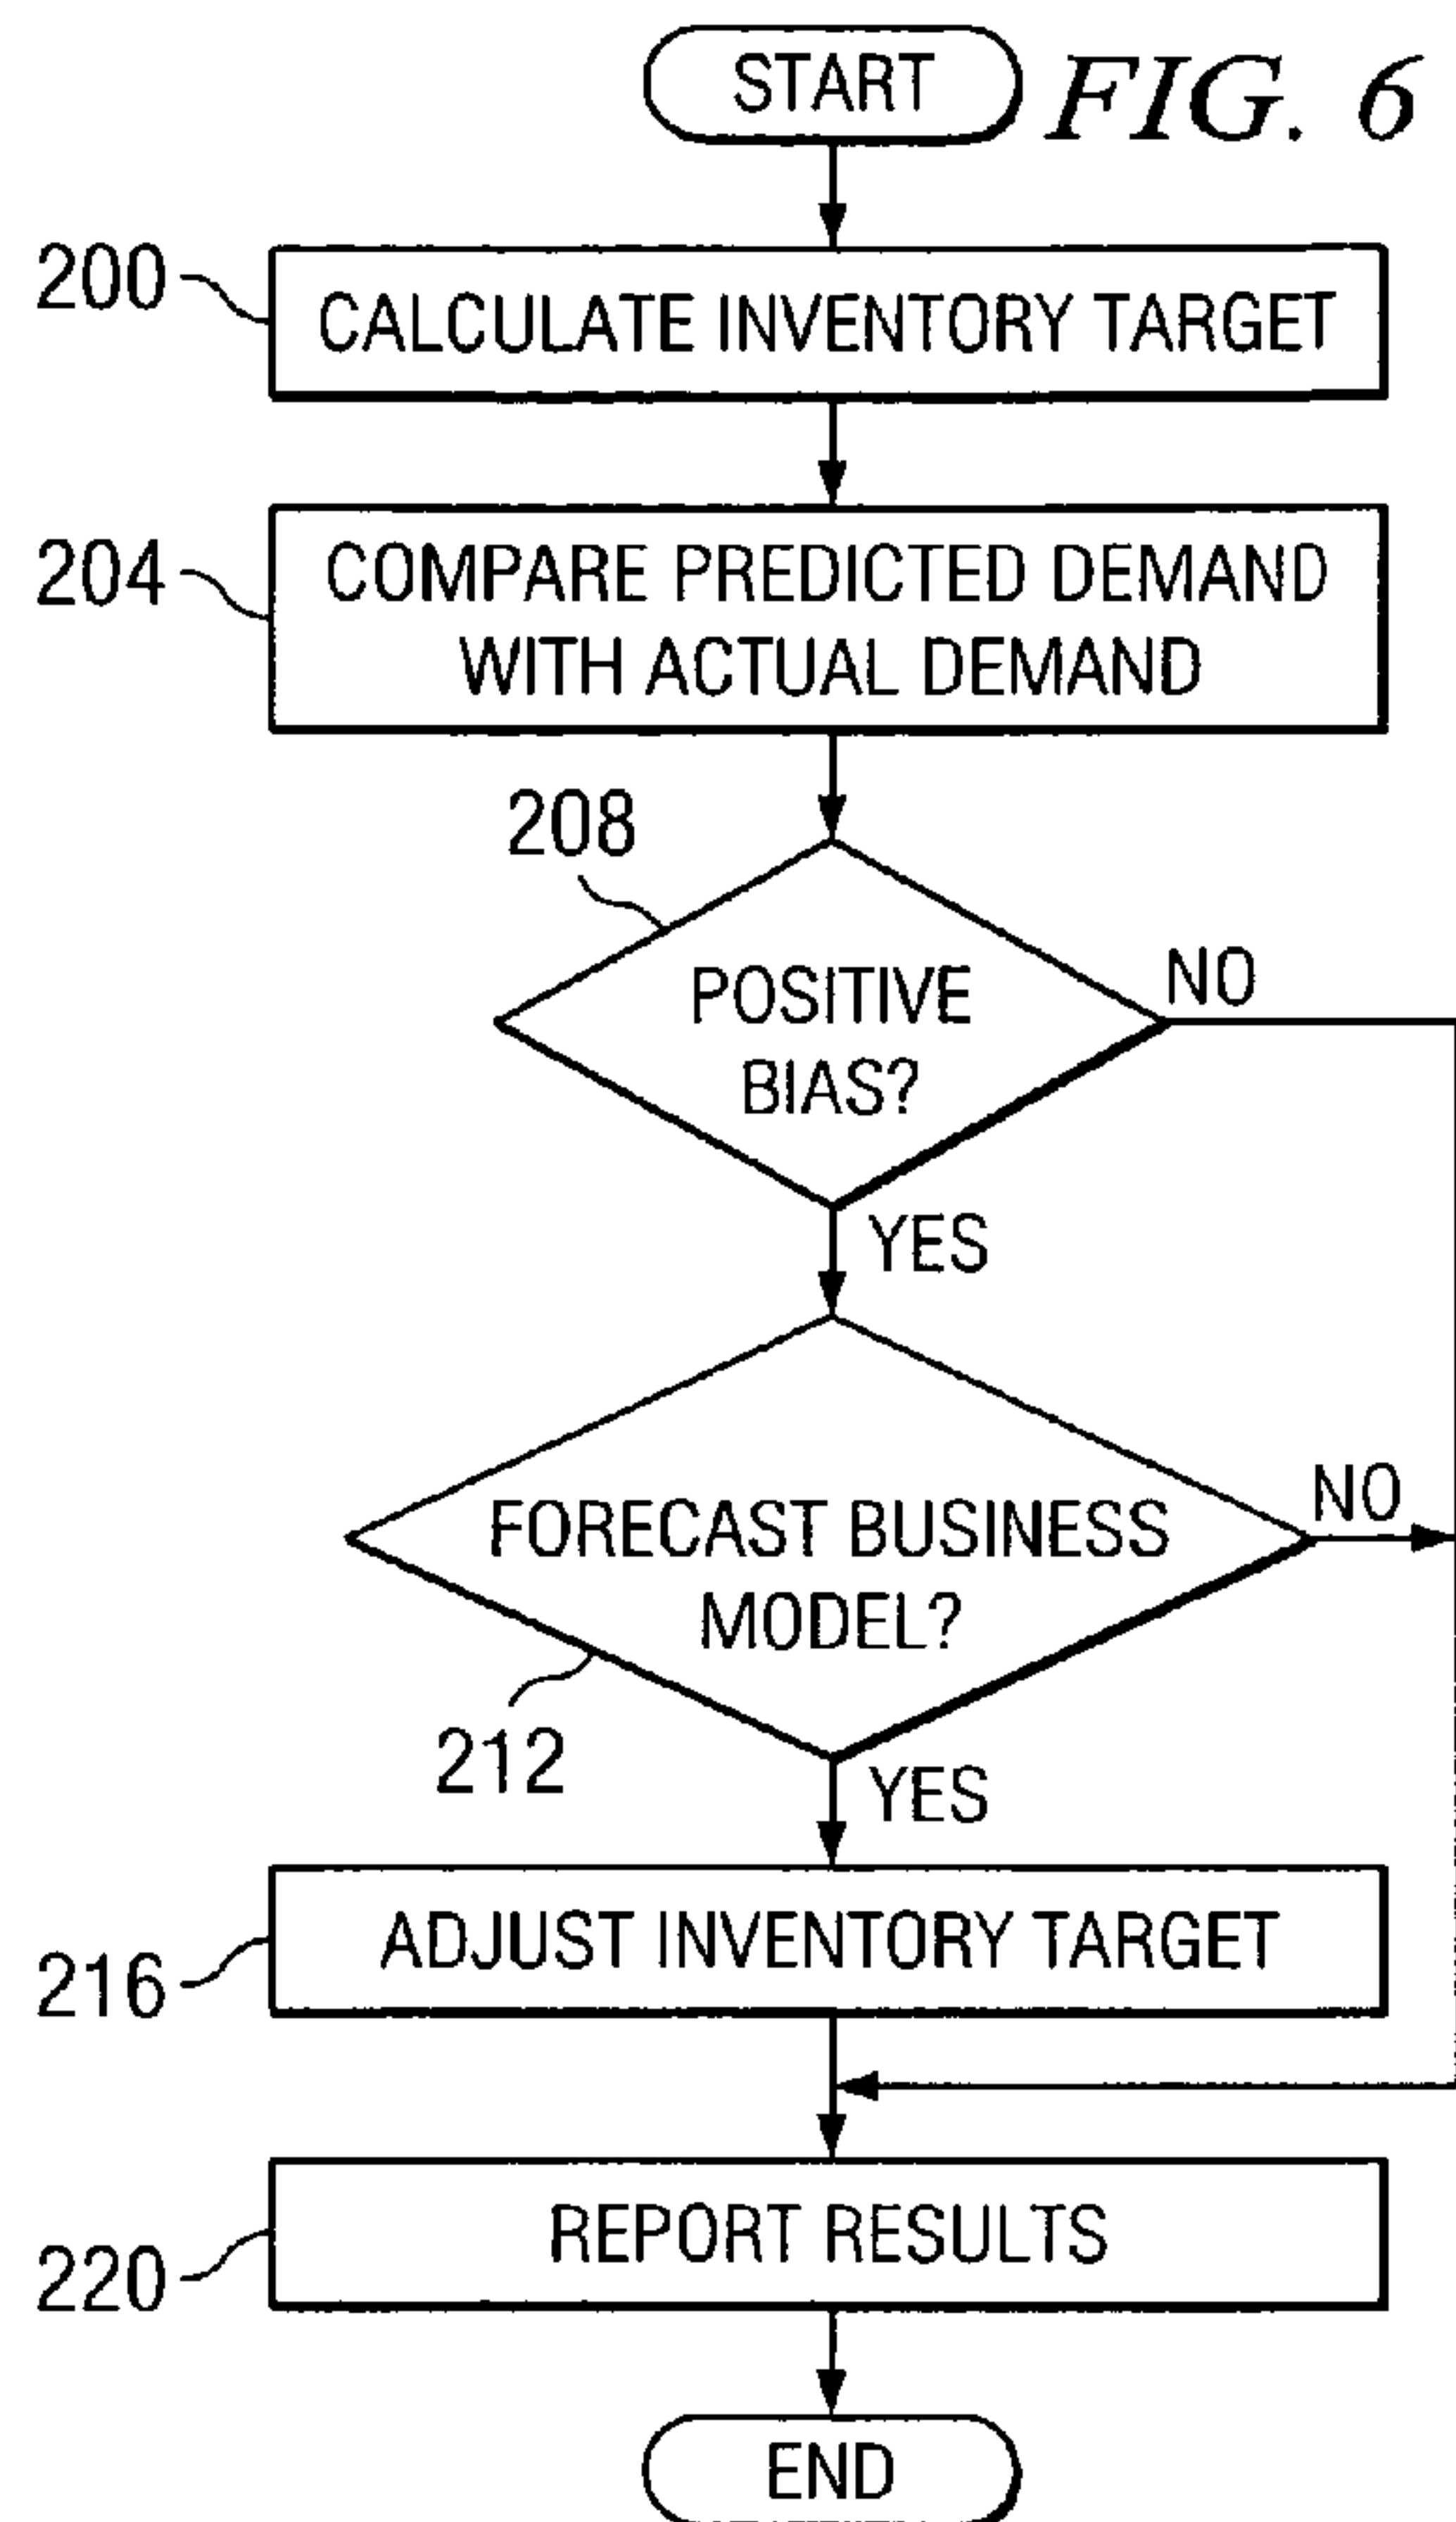 START
FIG. 6
200
CALCULATE INVENTORY TARGET
204
COMPARE PREDICTED DEMAND
WITH ACTUAL DEMAND
208
POSITIVE
BIAS?
NO
YES
FORECAST BUSINESS
MODEL?
NO
212
YES
ADJUST INVENTORY TARGET
216
REPORT RESULTS
220
END